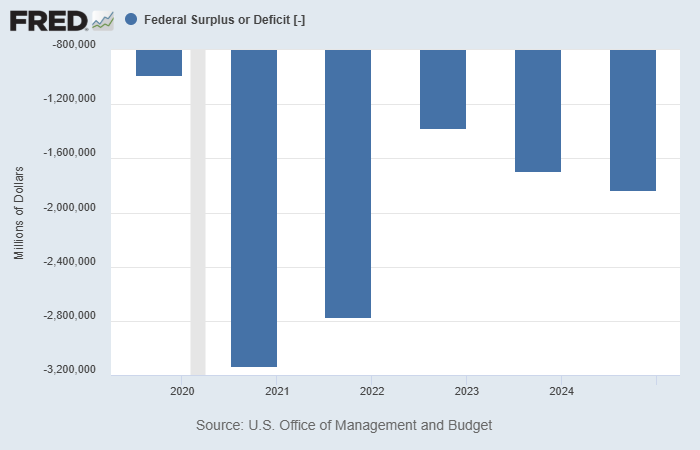 FRED
Federal Surplus or Deficit [-]
-800,000
-1,200,000
-1,600,000
-2,000,000
-2,400,000
-2,800,000
-3,200,000
Millions of Dollars
2020 2021 2022 2023 2024
Source: U.S. Office of Management and Budget